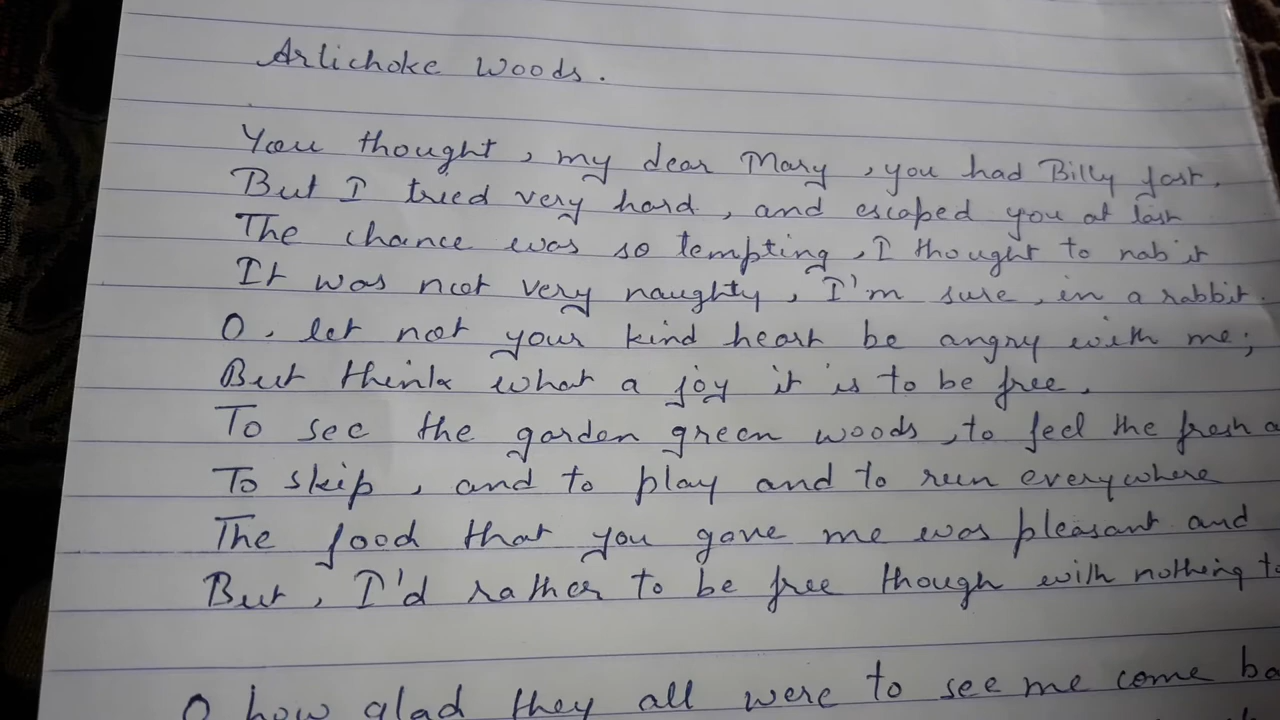 Artichoke Woods.
You thought, my dear Mary, you had Billy fast.
But I tried very hard, and escaped you at last
The chance was so tempting, I thought to nab it
It was not very naughty, I'm sure, in a rabbit.
O, let not your kind heart be angry with me;
But think what a joy it is to be free.
To see the garden green woods, to feel the fresh a
To skip, and to play and to run everywhere
The food that you gave me was pleasant and
But, I'd rather to be free though with nothing to
O how glad they all were to see me come ba